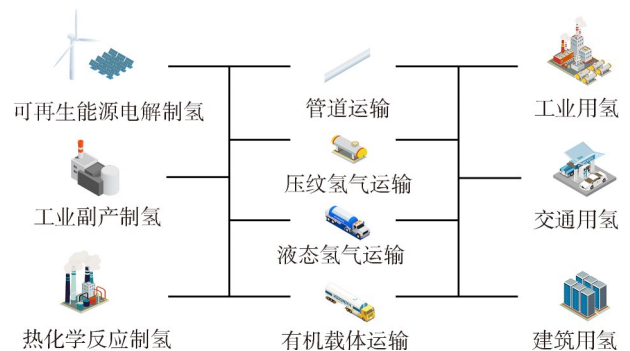 可再生能源电解制氢
管道运输
工业用氢
压纹氢气运输
工业副产制氢
交通用氢
液态氢气运输
热化学反应制氢
有机载体运输
建筑用氢